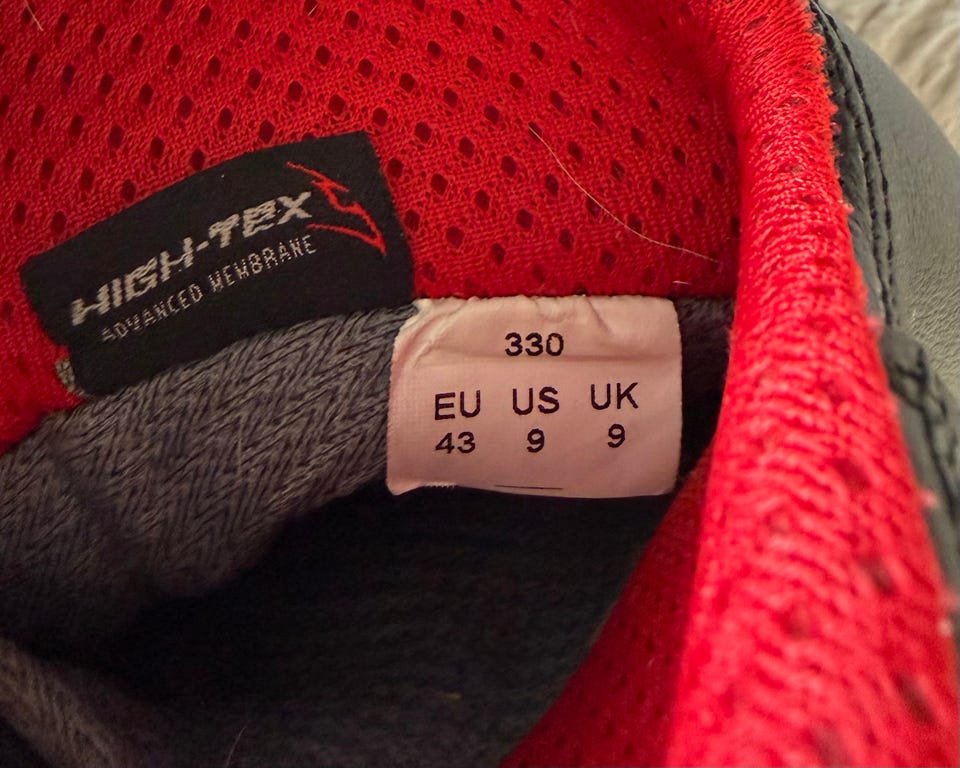 HIGH-TEX
ADVANCED MEMBRANE
330
EU US UK
43 9 9